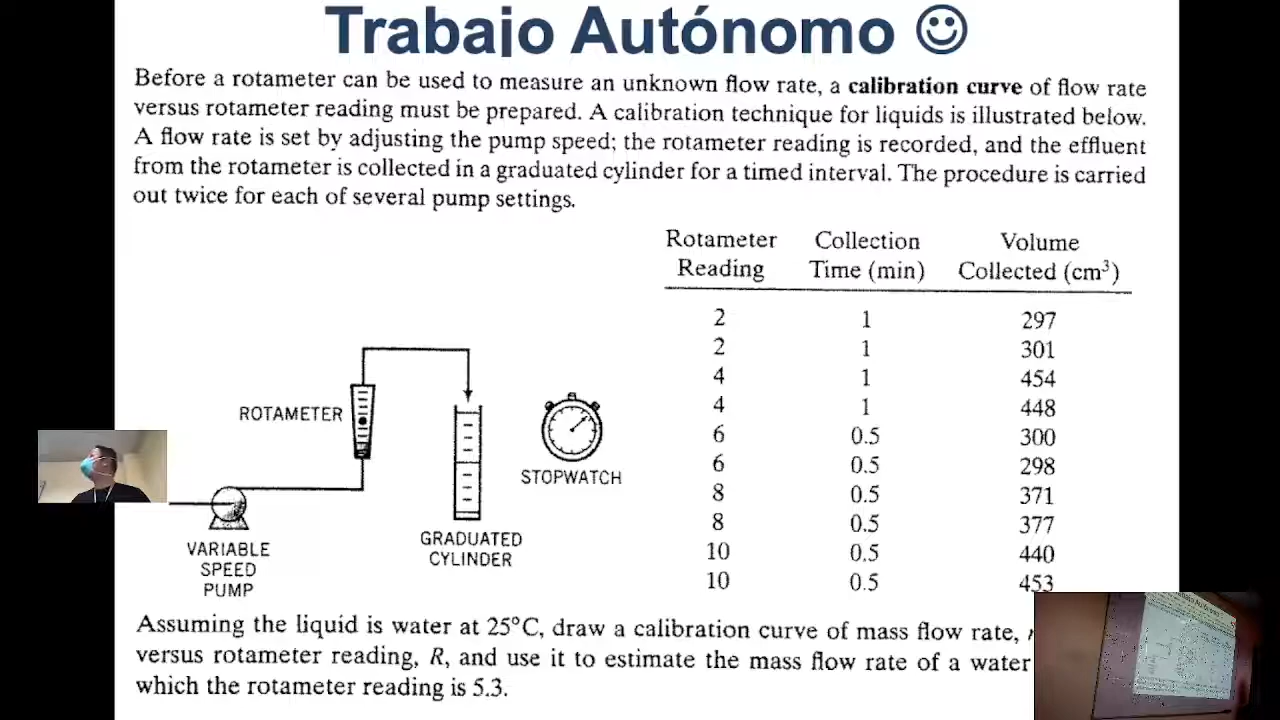 Trabajo Autónomo
Before a rotameter can be used to measure an unknown flow rate, a calibration curve of flow rate
versus rotameter reading must be prepared. A calibration technique for liquids is illustrated below.
A flow rate is set by adjusting the pump speed; the rotameter reading is recorded, and the effluent
from the rotameter is collected in a graduated cylinder for a timed interval. The procedure is carried
out twice for each of several pump settings.
Rotameter Collection Volume
Reading Time (min) Collected (cm³)
2 1 297
2 1 301
4 1 454
4 1 448
6 0.5 300
6 0.5 298
8 0.5 371
8 0.5 377
10 0.5 440
10 0.5 453
ROTAMETER
STOPWATCH
GRADUATED
CYLINDER
VARIABLE
SPEED
PUMP
Assuming the liquid is water at 25°C, draw a calibration curve of mass flow rate,
versus rotameter reading, R, and use it to estimate the mass flow rate of a water
which the rotameter reading is 5.3.